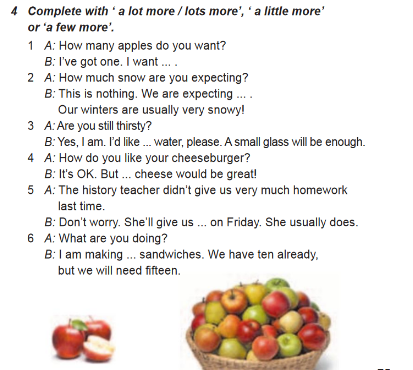 4 Complete with ‘ a lot more / lots more’, ‘ a little more’
or ‘a few more’.
1 A: How many apples do you want?
B: I’ve got one. I want ... .
2 A: How much snow are you expecting?
B: This is nothing. We are expecting ... .
Our winters are usually very snowy!
3 A: Are you still thirsty?
B: Yes, I am. I’d like ... water, please. A small glass will be enough.
4 A: How do you like your cheeseburger?
B: It’s OK. But ... cheese would be great!
5 A: The history teacher didn’t give us very much homework
last time.
B: Don’t worry. She’ll give us ... on Friday. She usually does.
6 A: What are you doing?
B: I am making ... sandwiches. We have ten already,
but we will need fifteen.